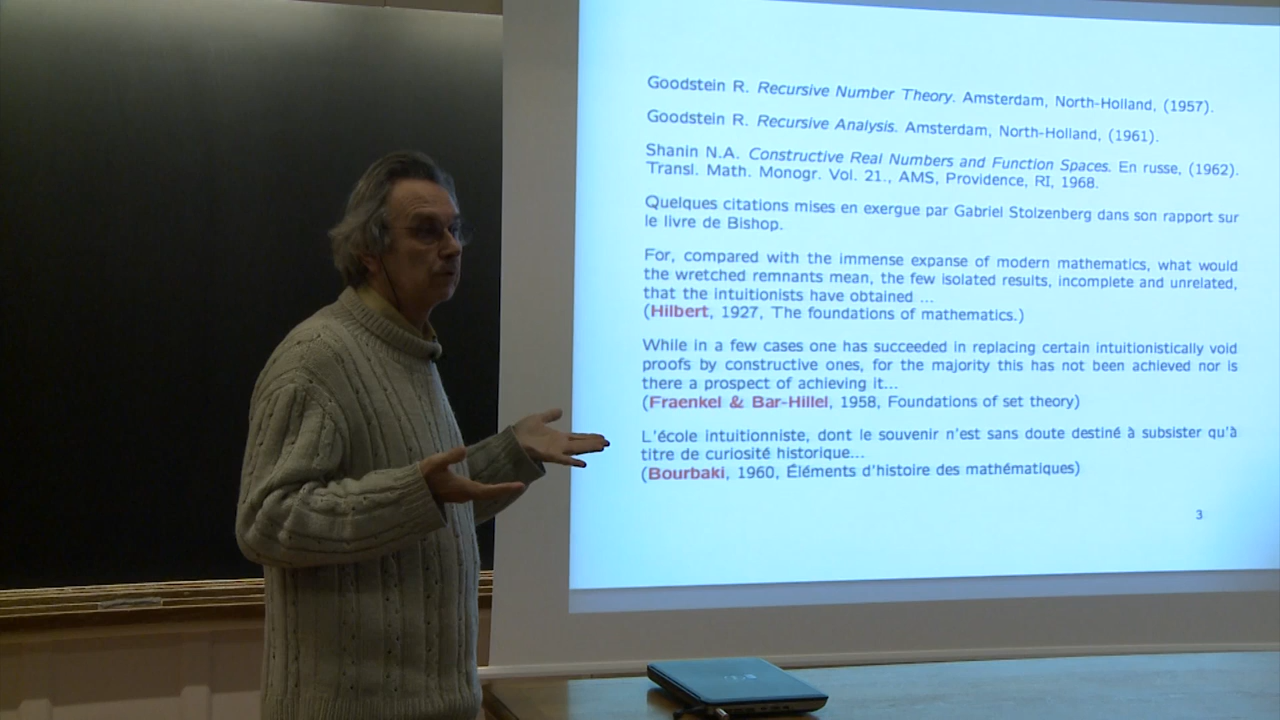 Goodstein R. Recursive Number Theory. Amsterdam, North-Holland, (1957).
Goodstein R. Recursive Analysis. Amsterdam, North-Holland, (1961).
Shanin N.A. Constructive Real Numbers and Function Spaces. En russe, (1962).
Transl. Math. Monogr. Vol. 21., AMS, Providence, RI, 1968.
Quelques citations mises en exergue par Gabriel Stolzenberg dans son rapport sur
le livre de Bishop.
For, compared with the immense expanse of modern mathematics, what would
the wretched remnants mean, the few isolated results, incomplete and unrelated,
that the intuitionists have obtained ...
(Hilbert, 1927, The foundations of mathematics.)
While in a few cases one has succeeded in replacing certain intuitionistically void
proofs by constructive ones, for the majority this has not been achieved nor is
there a prospect of achieving it...
(Fraenkel & Bar-Hillel, 1958, Foundations of set theory)
L'école intuitionniste, dont le souvenir n'est sans doute destiné à subsister qu'à
titre de curiosité historique...
(Bourbaki, 1960, Éléments d'histoire des mathématiques)
3